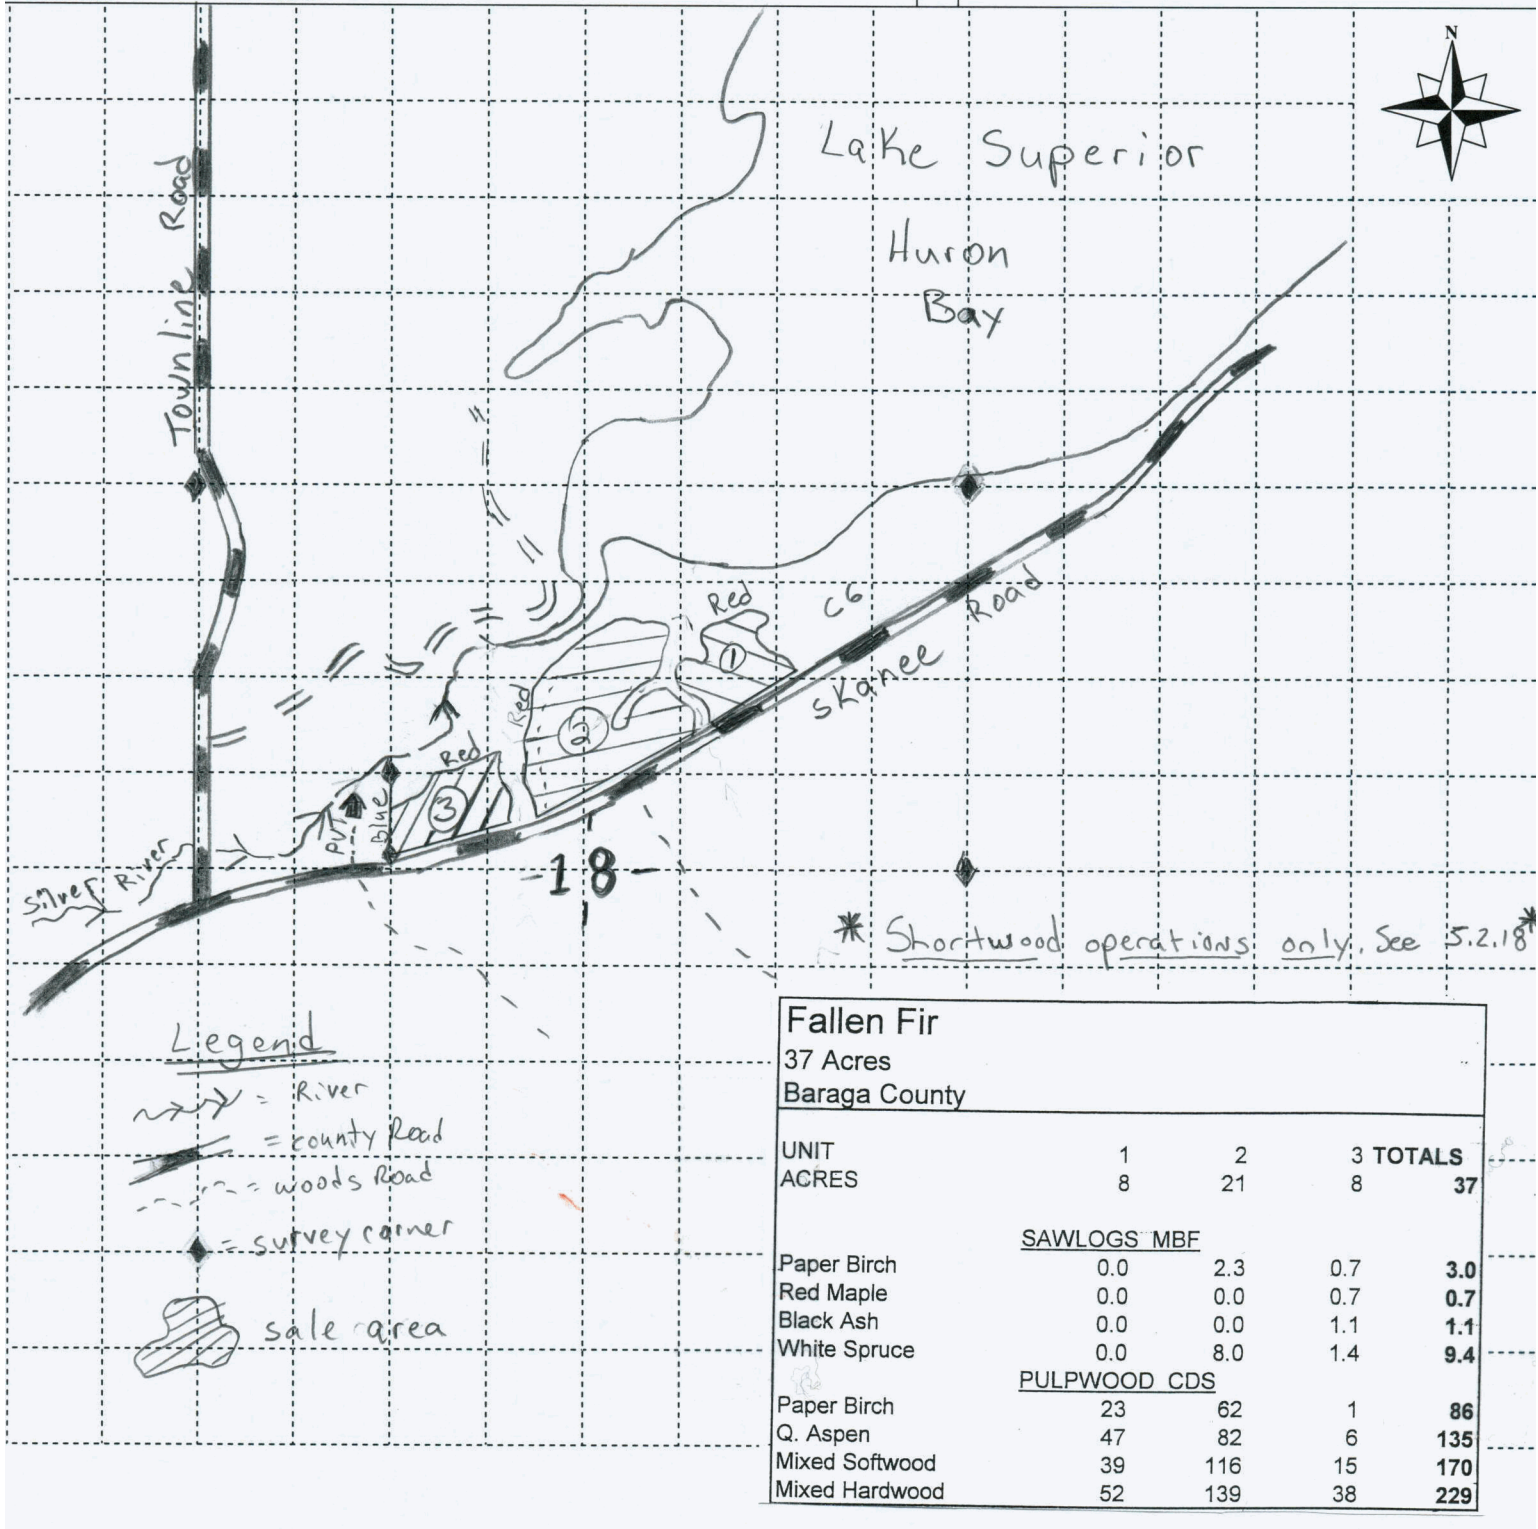 N
Lake Superior
Huron
Bay
Townline Road
Red
①
C6
Skanee Road
Red
②
Red
③
Blue
PVT
Silver River
-18-
* Shortwood operations only. See 5.2.18*
Legend
= River
= county Road
= woods Road
= survey corner
sale area
Fallen Fir
37 Acres
Baraga County
UNIT 1 2 3 TOTALS
ACRES 8 21 8 37
SAWLOGS MBF
Paper Birch 0.0 2.3 0.7 3.0
Red Maple 0.0 0.0 0.7 0.7
Black Ash 0.0 0.0 1.1 1.1
White Spruce 0.0 8.0 1.4 9.4
PULPWOOD CDS
Paper Birch 23 62 1 86
Q. Aspen 47 82 6 135
Mixed Softwood 39 116 15 170
Mixed Hardwood 52 139 38 229